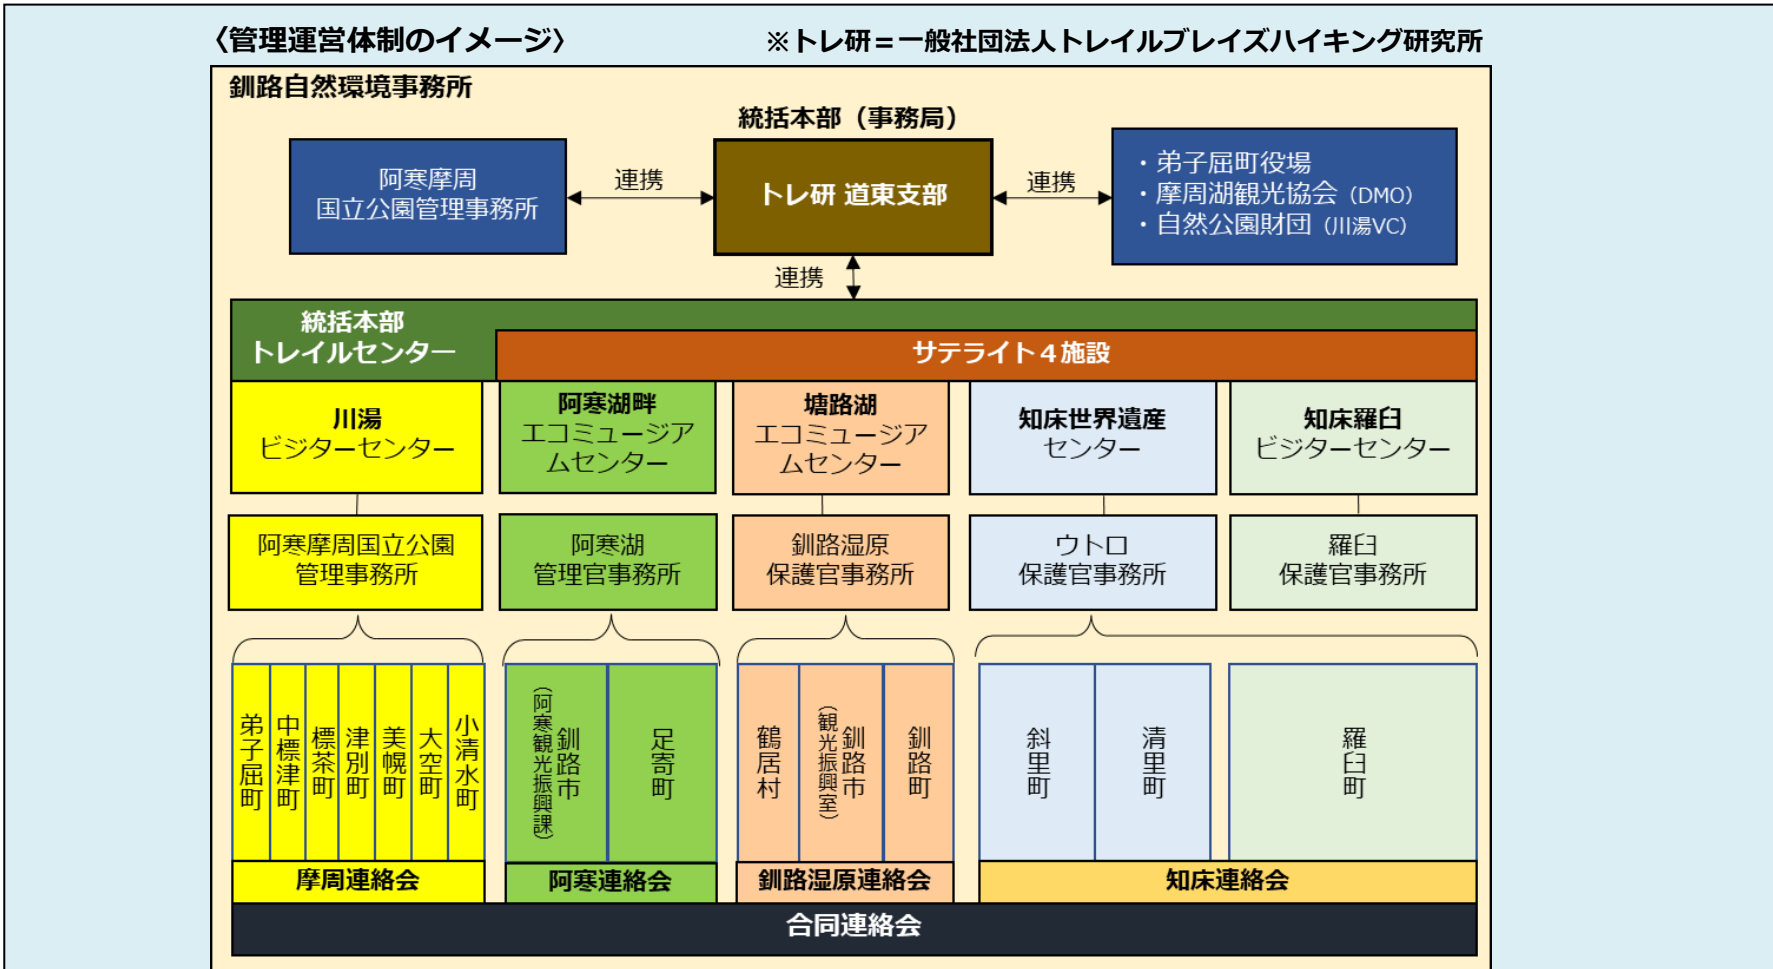 〈管理運営体制のイメージ〉
※トレ研＝一般社団法人トレイルブレイズハイキング研究所
釧路自然環境事務所
統括本部（事務局）
阿寒摩周
国立公園管理事務所
連携
トレ研 道東支部
連携
・弟子屈町役場
・摩周湖観光協会（DMO）
・自然公園財団（川湯VC）
連携
統括本部
トレイルセンター
サテライト４施設
川湯
ビジターセンター
阿寒湖畔
エコミュージア
ムセンター
塘路湖
エコミュージア
ムセンター
知床世界遺産
センター
知床羅臼
ビジターセンター
阿寒摩周国立公園
管理事務所
阿寒湖
管理官事務所
釧路湿原
保護官事務所
ウトロ
保護官事務所
羅臼
保護官事務所
弟子屈町
中標津町
標茶町
津別町
美幌町
大空町
小清水町
釧路市
（阿寒観光振興課）
足寄町
鶴居村
釧路市
（観光振興室）
釧路町
斜里町
清里町
羅臼町
摩周連絡会
阿寒連絡会
釧路湿原連絡会
知床連絡会
合同連絡会